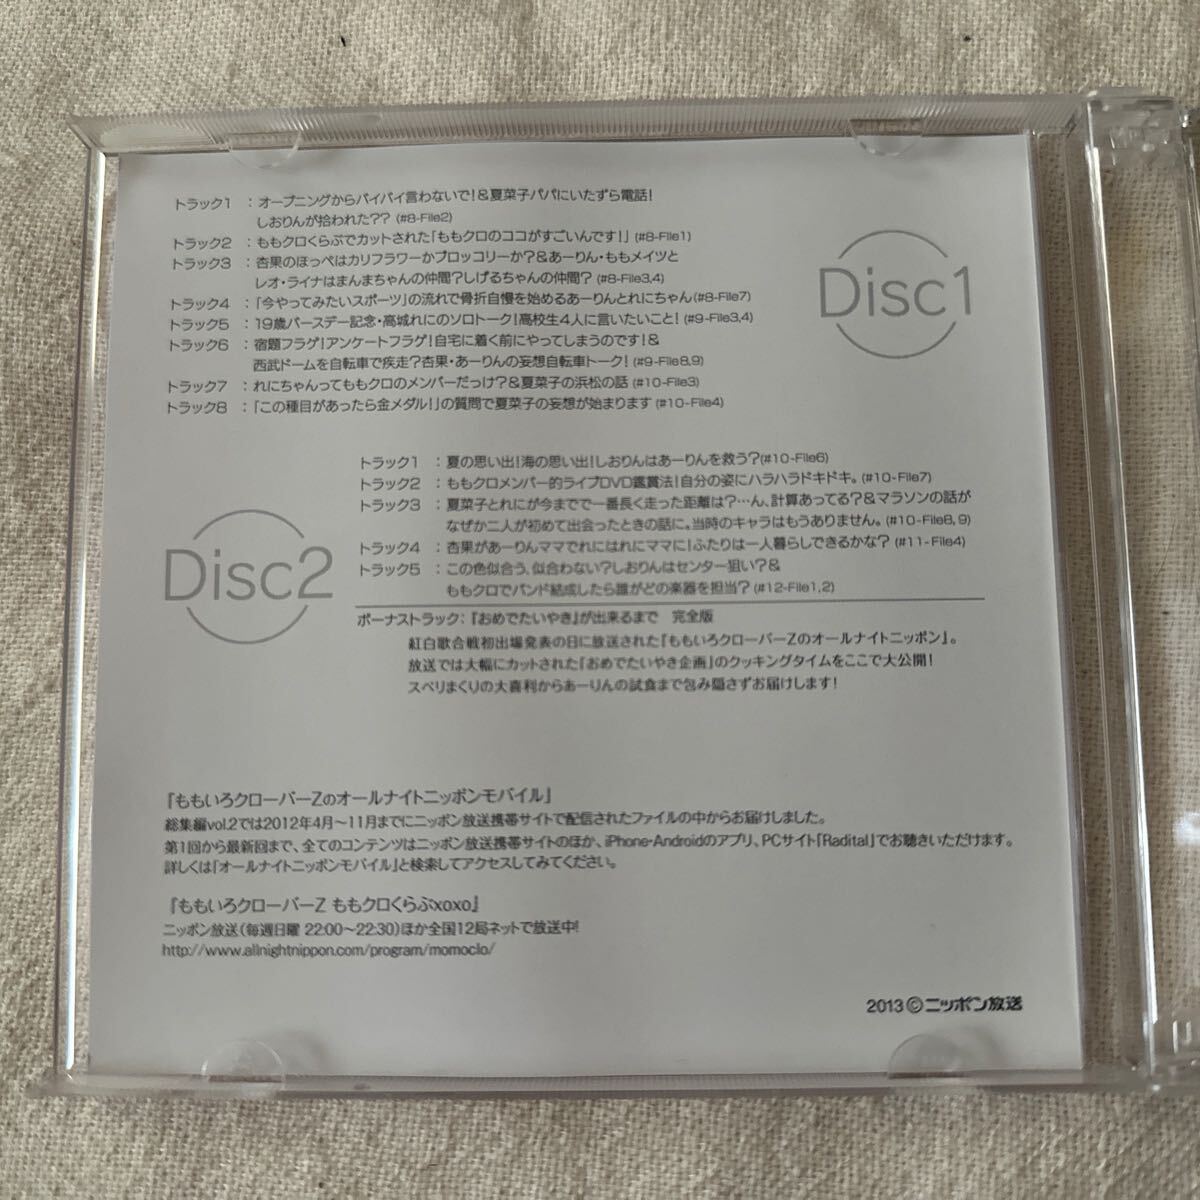 トラック1 : オープニングからバイバイ言わないで!&夏菜子パパにいたずら電話!
しおりんが拾われた?? (#8-File2)
トラック2 : ももクロくらぶでカットされた「ももクロのココがすごいんです!」 (#8-File1)
トラック3 : 杏果のほっぺはカリフラワーかブロッコリーか?&あーりん・ももメイツと
レオ・ライナはまんまちゃんの仲間?しげるちゃんの仲間? (#8-File3,4)
トラック4 : 「今やってみたいスポーツ」の流れで骨折自慢を始めるあーりんとれにちゃん(#8-File7)
トラック5 : 19歳バースデー記念・高城れにのソロトーク!高校生4人に言いたいこと! (#9-File3,4)
トラック6 : 宿題フラゲ!アンケートフラゲ!自宅に着く前にやってしまうのです!&
西武ドームを自転車で疾走?杏果・あーりんの妄想自転車トーク! (#9-File8,9)
トラック7 : れにちゃんってももクロのメンバーだっけ?&夏菜子の浜松の話 (#10-File3)
トラック8 : 「この種目があったら金メダル!」の質問で夏菜子の妄想が始まります (#10-File4)
Disc1
トラック1 : 夏の思い出!海の思い出!しおりんはあーりんを救う?(#10-File6)
トラック2 : ももクロメンバー的ライブDVD鑑賞法!自分の姿にハラハラドキドキ。(#10-File7)
トラック3 : 夏菜子とれにが今までで一番長く走った距離は?…ん、計算あってる?&マラソンの話が
なぜか二人が初めて出会ったときの話に。当時のキャラはもうありません。(#10-File8,9)
トラック4 : 杏果があーりんママでれにはれにママに!ふたりは一人暮らしできるかな? (#11-File4)
トラック5 : この色似合う、似合わない?しおりんはセンター狙い?&
ももクロでバンド結成したら誰がどの楽器を担当? (#12-File1,2)
Disc2
ボーナストラック: 『おめでたいやき』が出来るまで 完全版
紅白歌合戦初出場発表の日に放送された『ももいろクローバーZのオールナイトニッポン』。
放送では大幅にカットされた「おめでたいやき企画」のクッキングタイムをここで大公開!
スベリまくりの大喜利からあーりんの試食まで包み隠さずお届けします!
『ももいろクローバーZのオールナイトニッポンモバイル』
総集編vol.2では2012年4月〜11月までにニッポン放送携帯サイトで配信されたファイルの中からお届けしました。
第1回から最新回まで、全てのコンテンツはニッポン放送携帯サイトのほか、iPhone・Androidのアプリ、PCサイト「Radital」でお聴きいただけます。
詳しくは「オールナイトニッポンモバイル」と検索してアクセスしてみてください。
『ももいろクローバーZ ももクロくらぶxoxo』
ニッポン放送(毎週日曜 22:00〜22:30)ほか全国12局ネットで放送中!
http://www.allnightnippon.com/program/momoclo/
2013©ニッポン放送